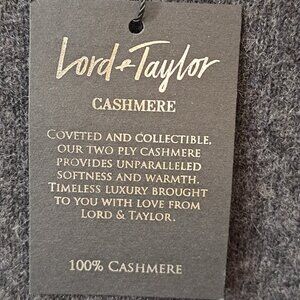 Lord & Taylor
CASHMERE
COVETED AND COLLECTIBLE,
OUR TWO PLY CASHMERE
PROVIDES UNPARALLELED
SOFTNESS AND WARMTH.
TIMELESS LUXURY BROUGHT
TO YOU WITH LOVE FROM
LORD & TAYLOR.
100% CASHMERE